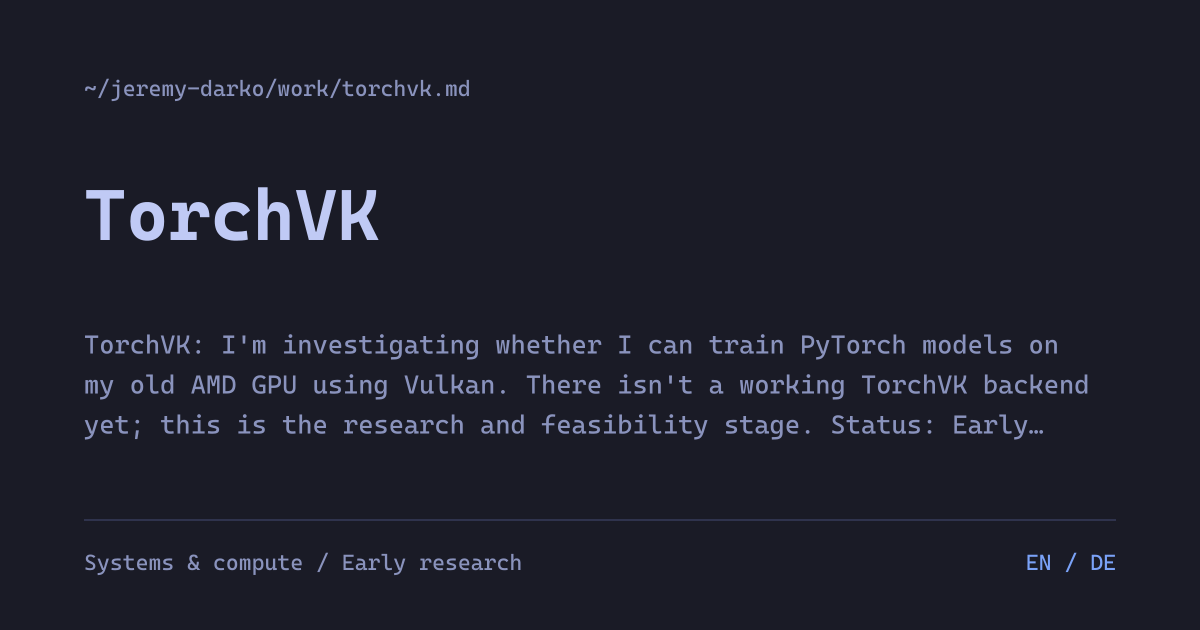 ~/jeremy-darko/work/torchvk.md
TorchVK
TorchVK: I'm investigating whether I can train PyTorch models on
my old AMD GPU using Vulkan. There isn't a working TorchVK backend
yet; this is the research and feasibility stage. Status: Early…
Systems & compute / Early research
EN / DE